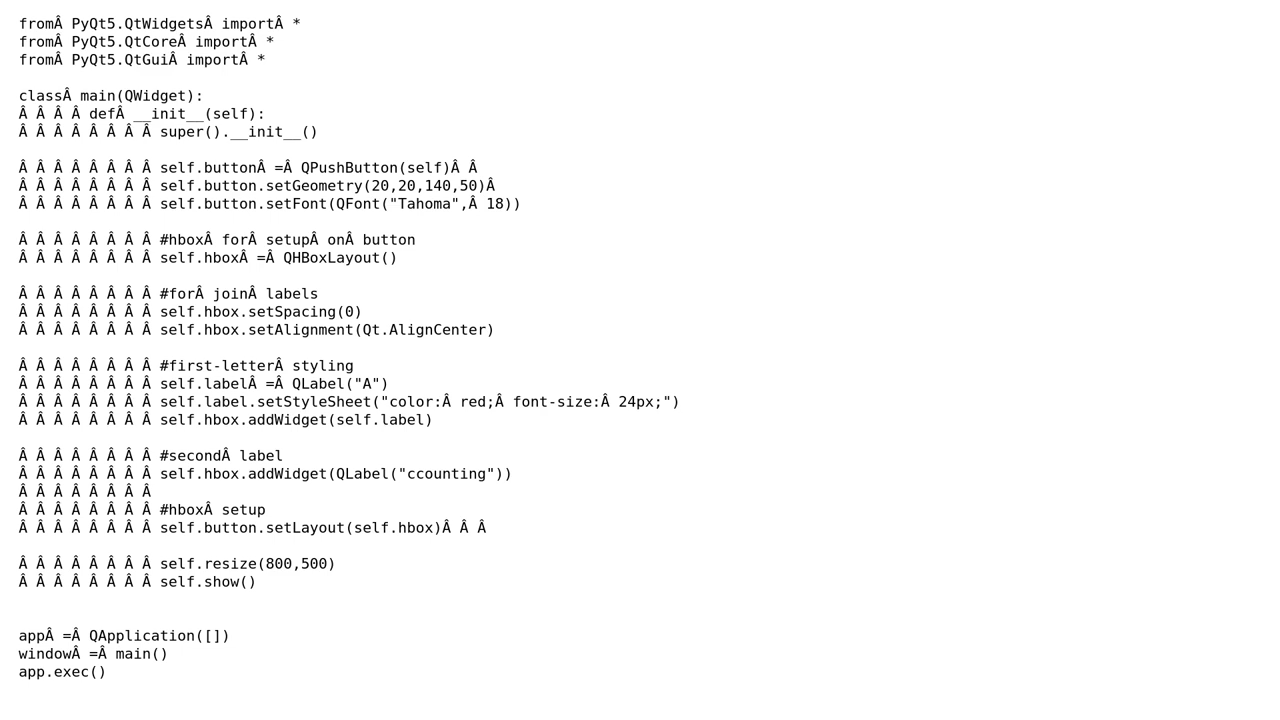 fromÂ PyQt5.QtWidgetsÂ importÂ *
fromÂ PyQt5.QtCoreÂ importÂ *
fromÂ PyQt5.QtGuiÂ importÂ *

classÂ main(QWidget):
Â Â Â Â defÂ __init__(self):
Â Â Â Â Â Â Â Â super().__init__()

Â Â Â Â Â Â Â Â self.buttonÂ =Â QPushButton(self)Â Â
Â Â Â Â Â Â Â Â self.button.setGeometry(20,20,140,50)Â
Â Â Â Â Â Â Â Â self.button.setFont(QFont("Tahoma",Â 18))

Â Â Â Â Â Â Â Â #hboxÂ forÂ setupÂ onÂ button
Â Â Â Â Â Â Â Â self.hboxÂ =Â QHBoxLayout()

Â Â Â Â Â Â Â Â #forÂ joinÂ labels
Â Â Â Â Â Â Â Â self.hbox.setSpacing(0)
Â Â Â Â Â Â Â Â self.hbox.setAlignment(Qt.AlignCenter)

Â Â Â Â Â Â Â Â #first-letterÂ styling
Â Â Â Â Â Â Â Â self.labelÂ =Â QLabel("A")
Â Â Â Â Â Â Â Â self.label.setStyleSheet("color:Â red;Â font-size:Â 24px;")
Â Â Â Â Â Â Â Â self.hbox.addWidget(self.label)

Â Â Â Â Â Â Â Â #secondÂ label
Â Â Â Â Â Â Â Â self.hbox.addWidget(QLabel("ccounting"))
Â Â Â Â Â Â Â Â
Â Â Â Â Â Â Â Â #hboxÂ setup
Â Â Â Â Â Â Â Â self.button.setLayout(self.hbox)Â Â Â

Â Â Â Â Â Â Â Â self.resize(800,500)
Â Â Â Â Â Â Â Â self.show()


appÂ =Â QApplication([])
windowÂ =Â main()
app.exec()